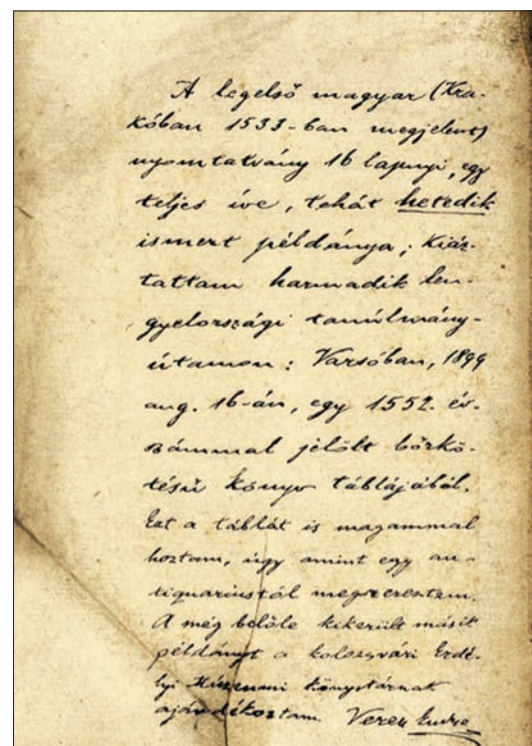 A legelső magyar (Kra-
kóban 1533-ban megjelent)
nyomtatvány 16 lapnyi, egy
teljes íve, tehát hetedik
ismert példánya; kiáz-
tattam harmadik len-
gyelországi tanúlmány-
útamon: Varsóban, 1899
aug. 16-án, egy 1552. év-
számmal jelölt bőrkö-
tésű könyv táblájából.
Ezt a táblát is magammal
hoztam, úgy amint egy an-
tiquariustól megszereztem.
A még belőle kikerült másik
példányt a kolozsvári Erdé-
lyi Múzeumi könyvtárnak
ajándékoztam. Veress Endre